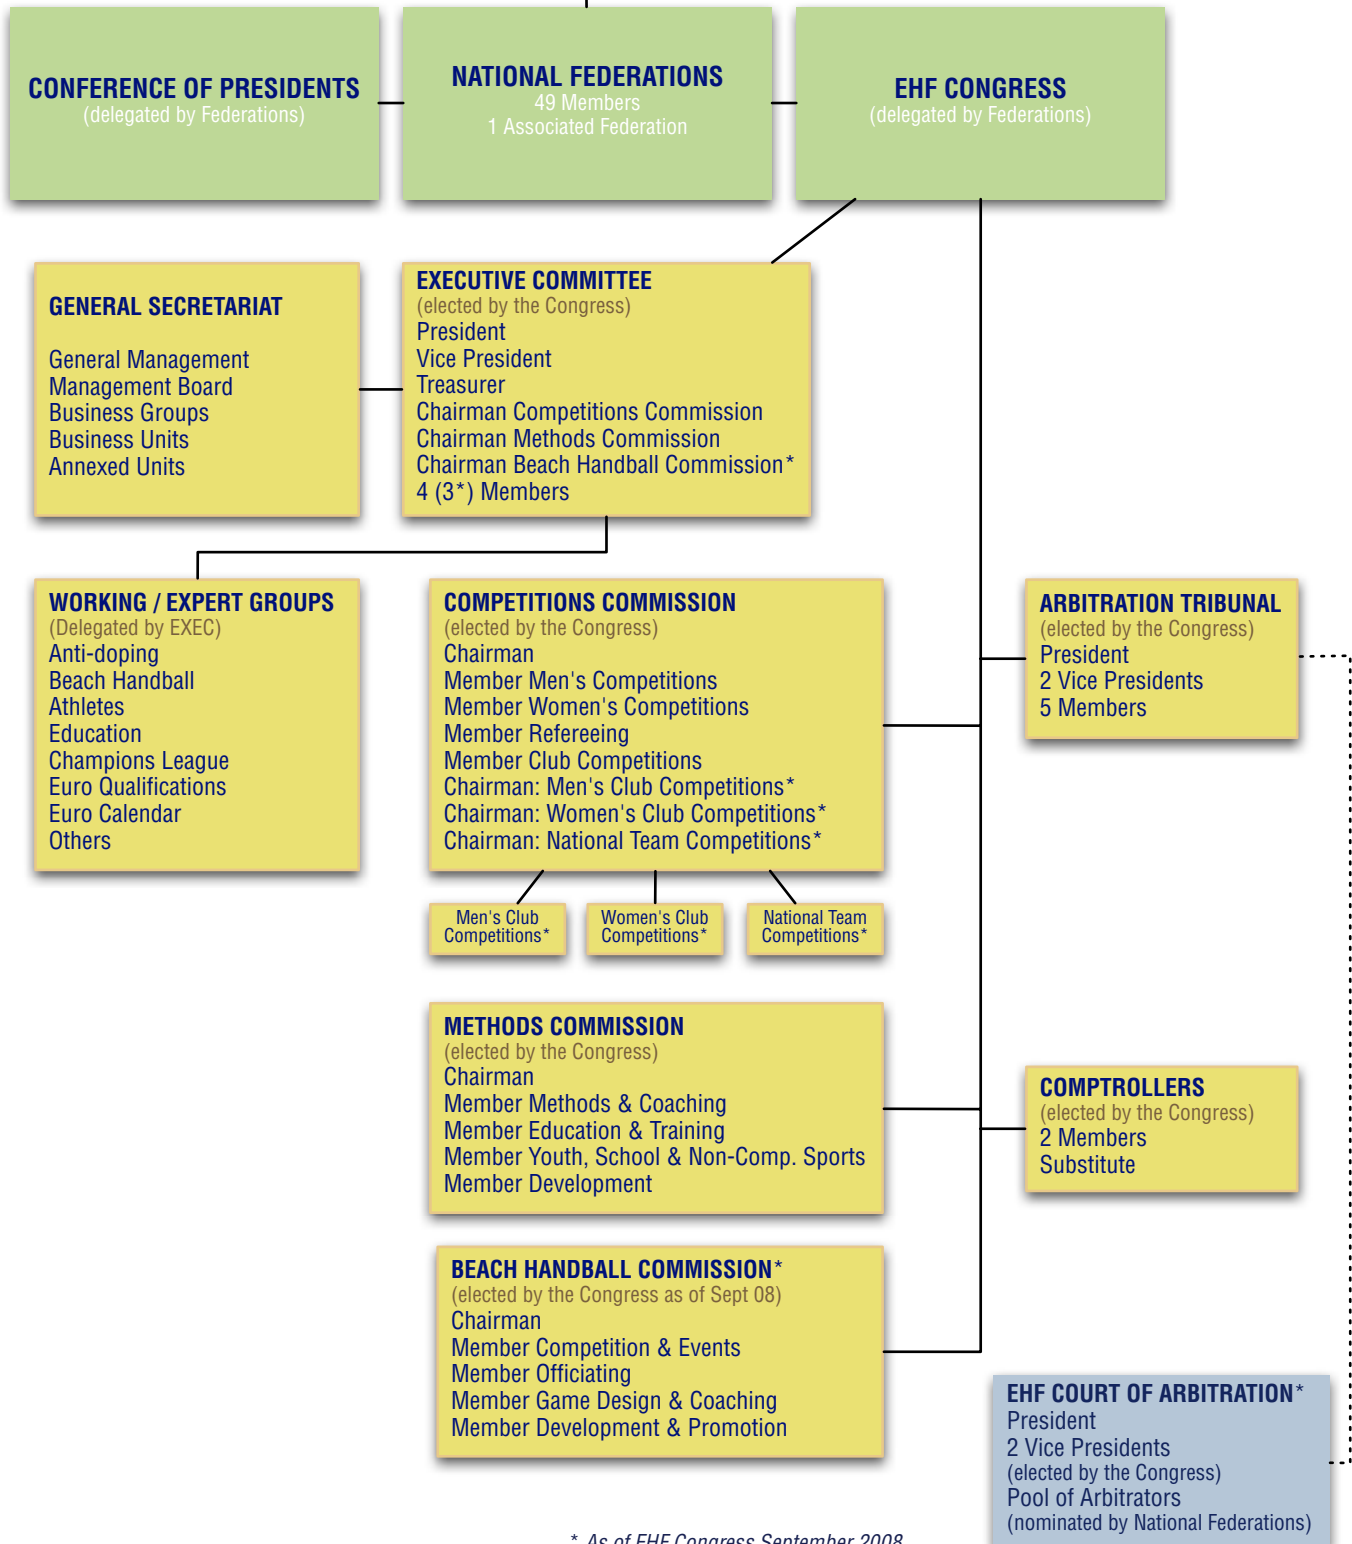 CONFERENCE OF PRESIDENTS
(delegated by Federations)
NATIONAL FEDERATIONS
49 Members
1 Associated Federation
EHF CONGRESS
(delegated by Federations)
GENERAL SECRETARIAT
General Management
Management Board
Business Groups
Business Units
Annexed Units
EXECUTIVE COMMITTEE
(elected by the Congress)
President
Vice President
Treasurer
Chairman Competitions Commission
Chairman Methods Commission
Chairman Beach Handball Commission*
4 (3*) Members
WORKING / EXPERT GROUPS
(Delegated by EXEC)
Anti-doping
Beach Handball
Athletes
Education
Champions League
Euro Qualifications
Euro Calendar
Others
COMPETITIONS COMMISSION
(elected by the Congress)
Chairman
Member Men's Competitions
Member Women's Competitions
Member Refereeing
Member Club Competitions
Chairman: Men's Club Competitions*
Chairman: Women's Club Competitions*
Chairman: National Team Competitions*
Men's Club
Competitions*
Women's Club
Competitions*
National Team
Competitions*
ARBITRATION TRIBUNAL
(elected by the Congress)
President
2 Vice Presidents
5 Members
METHODS COMMISSION
(elected by the Congress)
Chairman
Member Methods & Coaching
Member Education & Training
Member Youth, School & Non-Comp. Sports
Member Development
COMPTROLLERS
(elected by the Congress)
2 Members
Substitute
BEACH HANDBALL COMMISSION*
(elected by the Congress as of Sept 08)
Chairman
Member Competition & Events
Member Officiating
Member Game Design & Coaching
Member Development & Promotion
EHF COURT OF ARBITRATION*
President
2 Vice Presidents
(elected by the Congress)
Pool of Arbitrators
(nominated by National Federations)
* As of EHF Congress September 2008